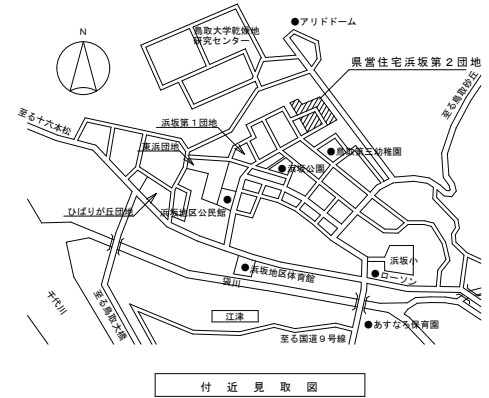 N
●アリドドーム
鳥取大学乾燥地
研究センター
県営住宅浜坂第２団地
至る鳥取砂丘
至る十六本松
浜坂第１団地
東浜団地
●鳥取第三幼稚園
●浜坂公園
ひばりが丘団地
浜坂地区公民館
浜坂小
●浜坂地区体育館
●ローソン
袋川
千代川
至る鳥取大橋
江津
●あすなろ保育園
至る国道９号線
付近見取図